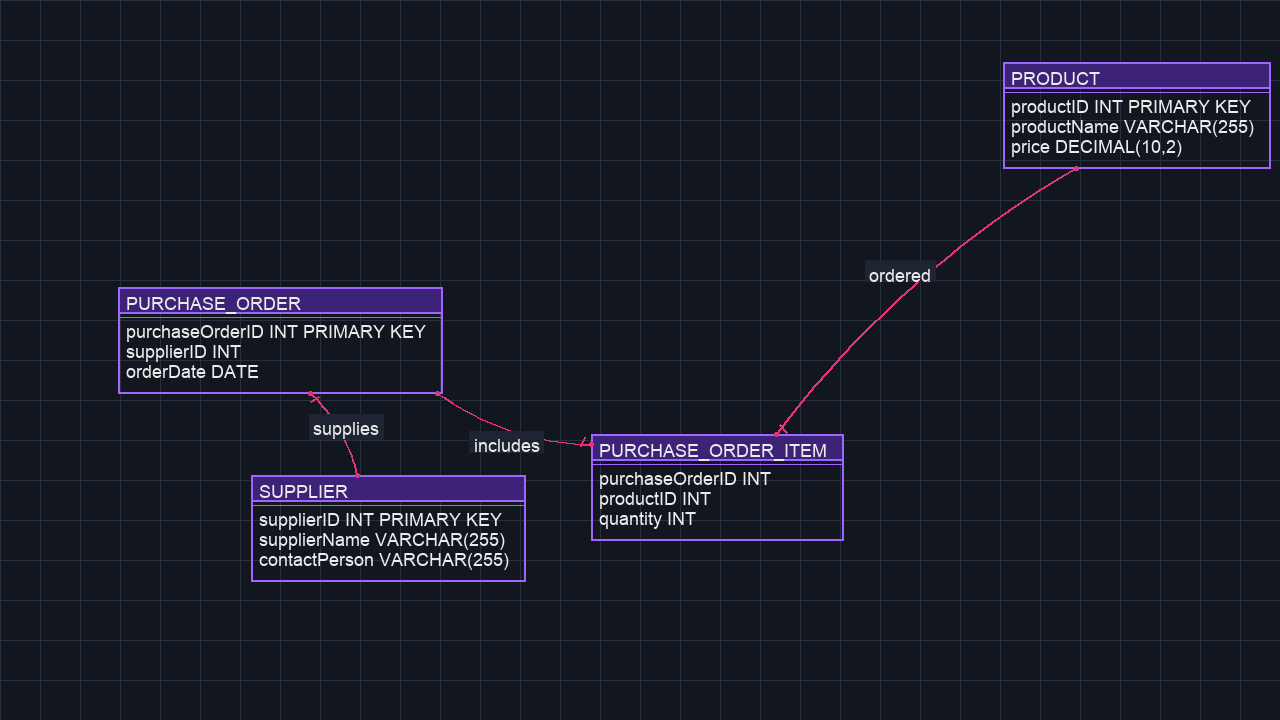 PRODUCT
productID INT PRIMARY KEY
productName VARCHAR(255)
price DECIMAL(10,2)
ordered
PURCHASE_ORDER
purchaseOrderID INT PRIMARY KEY
supplierID INT
orderDate DATE
supplies
includes
PURCHASE_ORDER_ITEM
purchaseOrderID INT
productID INT
quantity INT
SUPPLIER
supplierID INT PRIMARY KEY
supplierName VARCHAR(255)
contactPerson VARCHAR(255)